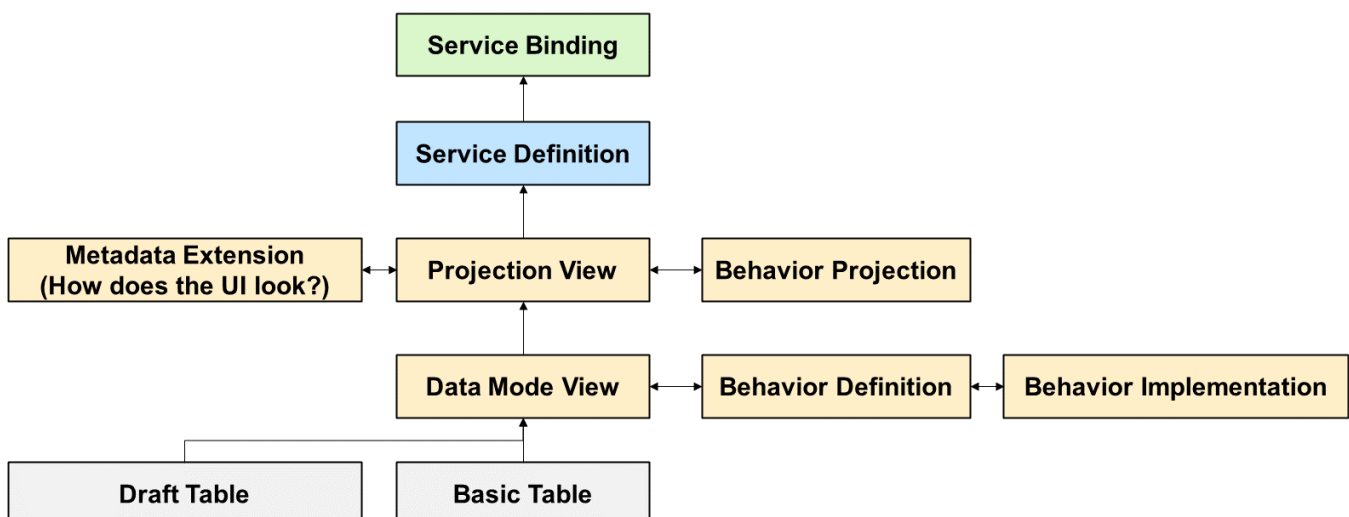 Service Binding
Service Definition
Metadata Extension
(How does the UI look?)
Projection View
Behavior Projection
Data Mode View
Behavior Definition
Behavior Implementation
Draft Table
Basic Table